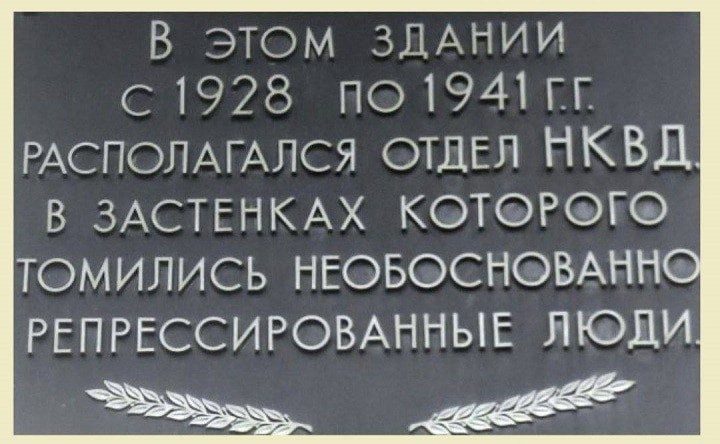 В ЭТОМ ЗДАНИИ
С 1928 ПО 1941 Г.Г.
РАСПОЛАГАЛСЯ ОТДЕЛ НКВД,
В ЗАСТЕНКАХ КОТОРОГО
ТОМИЛИСЬ НЕОБОСНОВАННО
РЕПРЕССИРОВАННЫЕ ЛЮДИ.